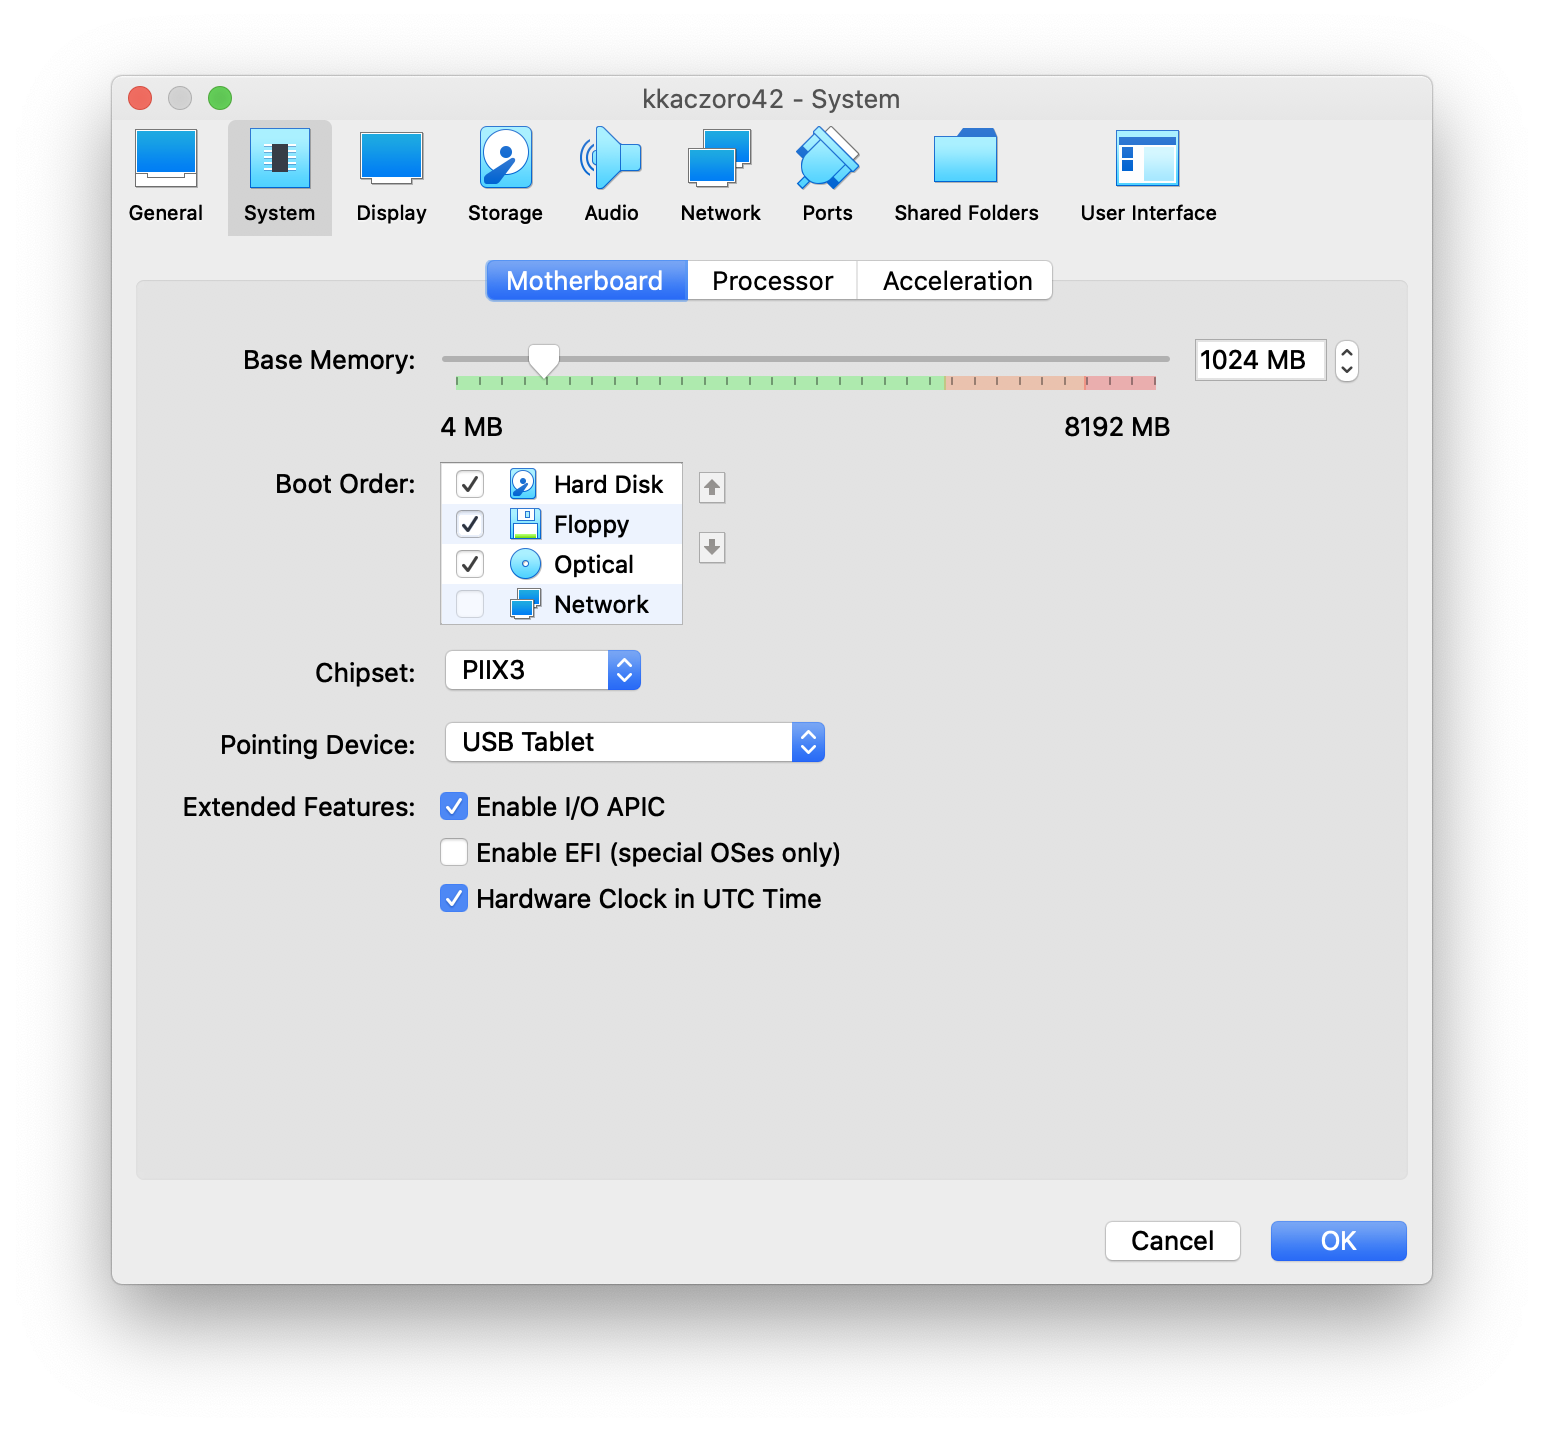 kkaczoro42 - System
General System Display Storage Audio Network Ports Shared Folders User Interface
Motherboard Processor Acceleration
Base Memory: 1024 MB
4 MB 8192 MB
Boot Order: Hard Disk
Floppy
Optical
Network
Chipset: PIIX3
Pointing Device: USB Tablet
Extended Features: Enable I/O APIC
Enable EFI (special OSes only)
Hardware Clock in UTC Time
Cancel OK